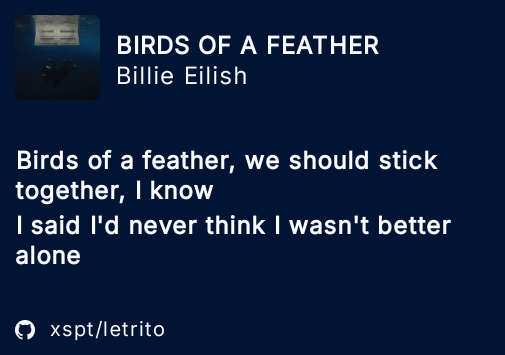 BIRDS OF A FEATHER
Billie Eilish
Birds of a feather, we should stick
together, I know
I said I'd never think I wasn't better
alone
xspt/letrito